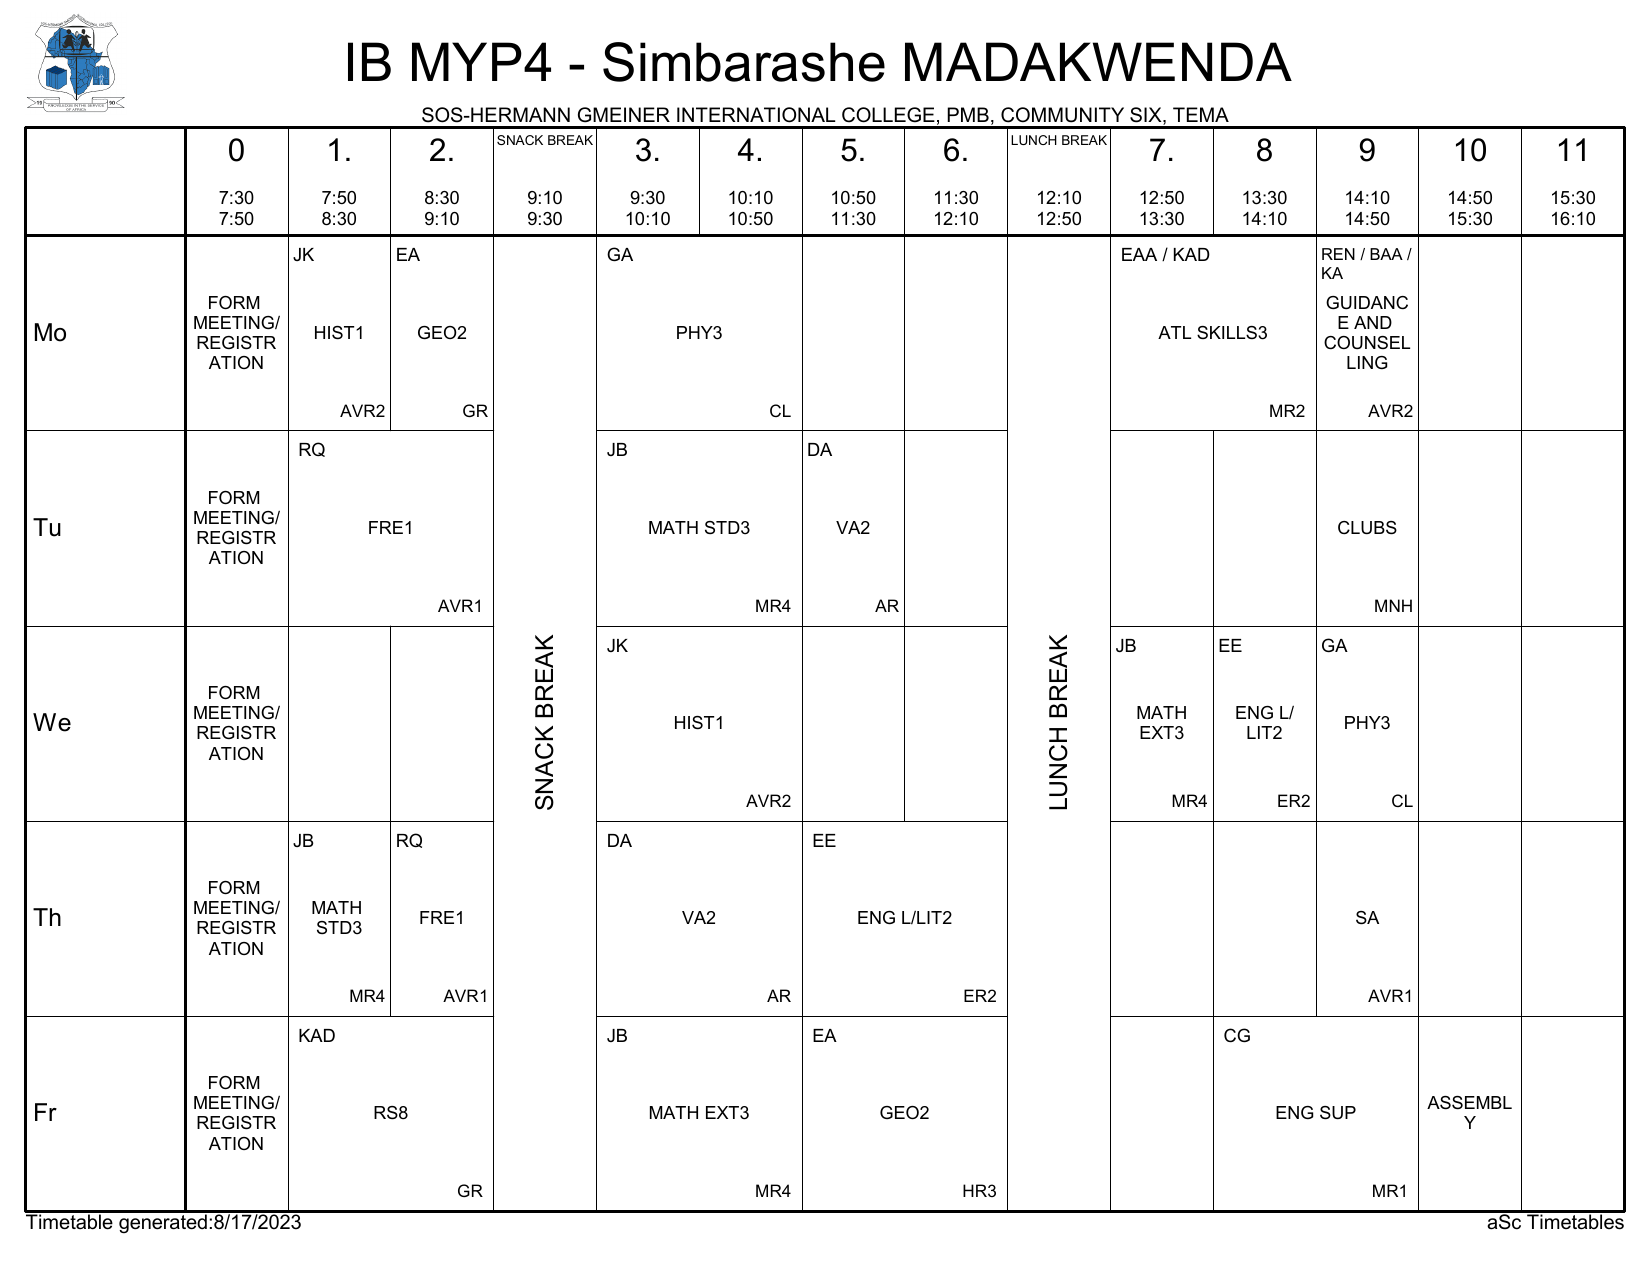 IB MYP4 - Simbarashe MADAKWENDA
SOS-HERMANN GMEINER INTERNATIONAL COLLEGE, PMB, COMMUNITY SIX, TEMA
0
7:30
7:50
1.
7:50
8:30
2.
8:30
9:10
SNACK BREAK
9:10
9:30
3.
9:30
10:10
4.
10:10
10:50
5.
10:50
11:30
6.
11:30
12:10
LUNCH BREAK
12:10
12:50
7.
12:50
13:30
8
13:30
14:10
9
14:10
14:50
10
14:50
15:30
11
15:30
16:10
Mo
FORM
MEETING/
REGISTR
ATION
JK
HIST1
AVR2
EA
GEO2
GR
GA
PHY3
CL
EAA / KAD
ATL SKILLS3
MR2
REN / BAA /
KA
GUIDANC
E AND
COUNSEL
LING
AVR2
Tu
FORM
MEETING/
REGISTR
ATION
RQ
FRE1
AVR1
JB
MATH STD3
MR4
DA
VA2
AR
CLUBS
MNH
We
FORM
MEETING/
REGISTR
ATION
SNACK BREAK
JK
HIST1
AVR2
LUNCH BREAK
JB
MATH
EXT3
MR4
EE
ENG L/
LIT2
ER2
GA
PHY3
CL
Th
FORM
MEETING/
REGISTR
ATION
JB
MATH
STD3
MR4
RQ
FRE1
AVR1
DA
VA2
AR
EE
ENG L/LIT2
ER2
SA
AVR1
Fr
FORM
MEETING/
REGISTR
ATION
KAD
RS8
GR
JB
MATH EXT3
MR4
EA
GEO2
HR3
CG
ENG SUP
MR1
ASSEMBL
Y
Timetable generated:8/17/2023
aSc Timetables